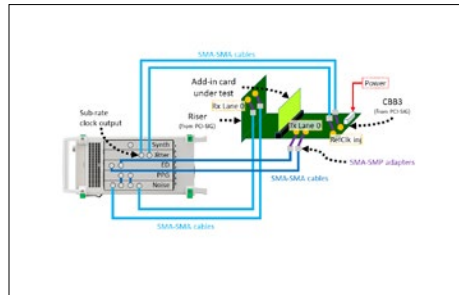 SMA-SMA cables
Power
Add-in card
under test
Rx Lane 0
CBB3
(from PCI-SIG)
Riser
(from PCI-SIG)
Tx Lane 0
RefClk inj
Sub-rate
clock output
SMA-SMP adapters
Synth
Jitter
ED
PPG
Noise
SMA-SMA cables
SMA-SMA cables